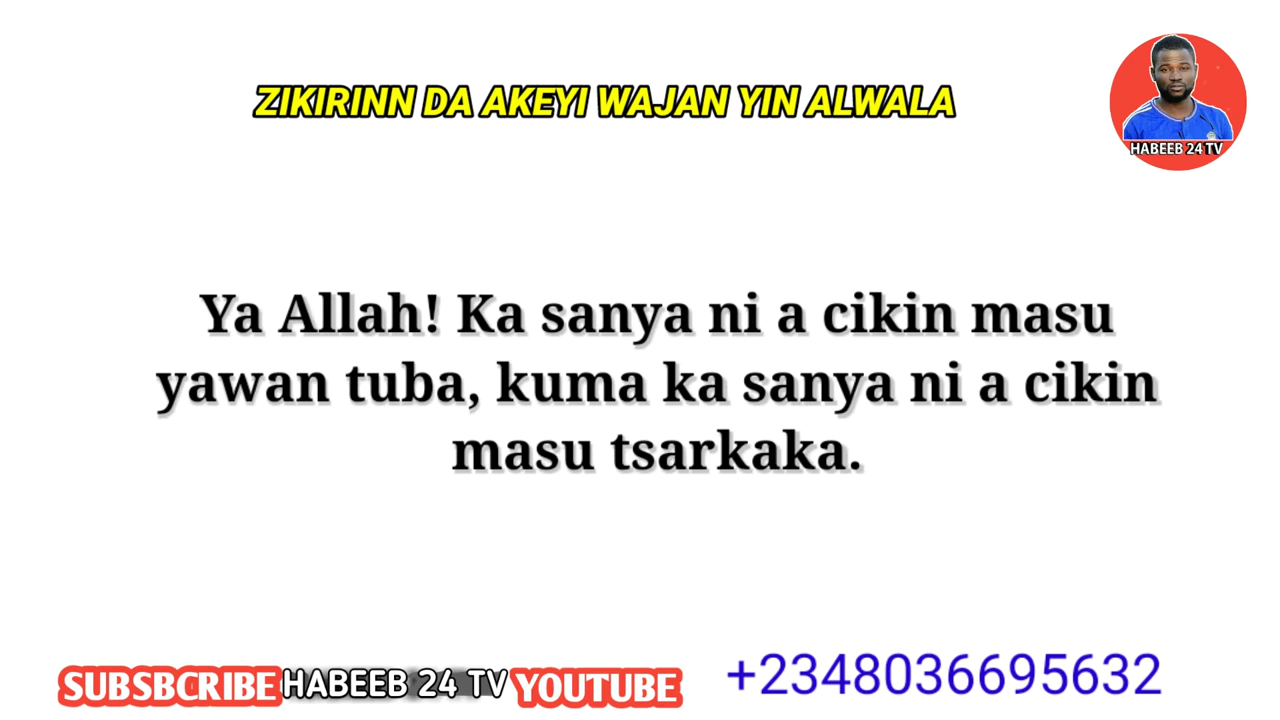 ZIKIRINN DA AKEYI WAJAN YIN ALWALA
HABEEB 24 TV
Ya Allah! Ka sanya ni a cikin masu
yawan tuba, kuma ka sanya ni a cikin
masu tsarkaka.
SUBSBCRIBE HABEEB 24 TV YOUTUBE
+2348036695632